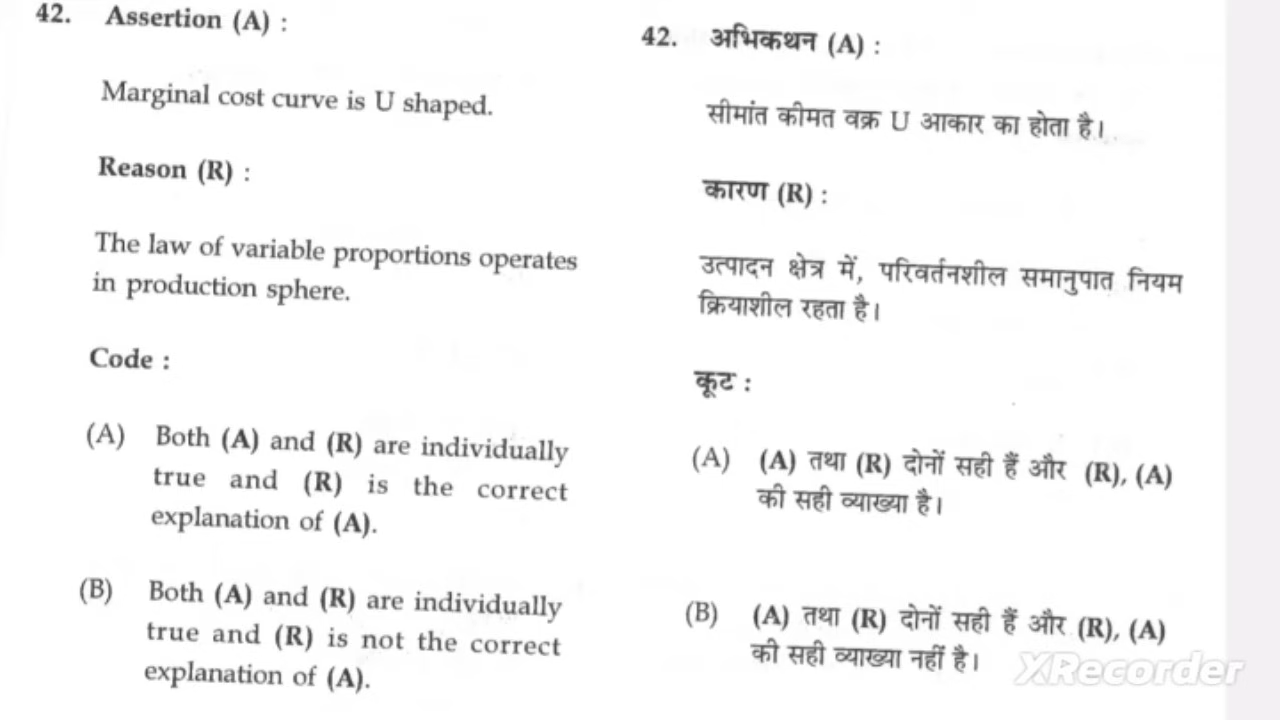 42. Assertion (A) :
Marginal cost curve is U shaped.
Reason (R) :
The law of variable proportions operates
in production sphere.
Code :
(A) Both (A) and (R) are individually
true and (R) is the correct
explanation of (A).
(B) Both (A) and (R) are individually
true and (R) is not the correct
explanation of (A).
42. अभिकथन (A) :
सीमांत कीमत वक्र U आकार का होता है।
कारण (R) :
उत्पादन क्षेत्र में, परिवर्तनशील समानुपात नियम
क्रियाशील रहता है।
कूट :
(A) (A) तथा (R) दोनों सही हैं और (R), (A)
की सही व्याख्या है।
(B) (A) तथा (R) दोनों सही हैं और (R), (A)
की सही व्याख्या नहीं है।
XRecorder